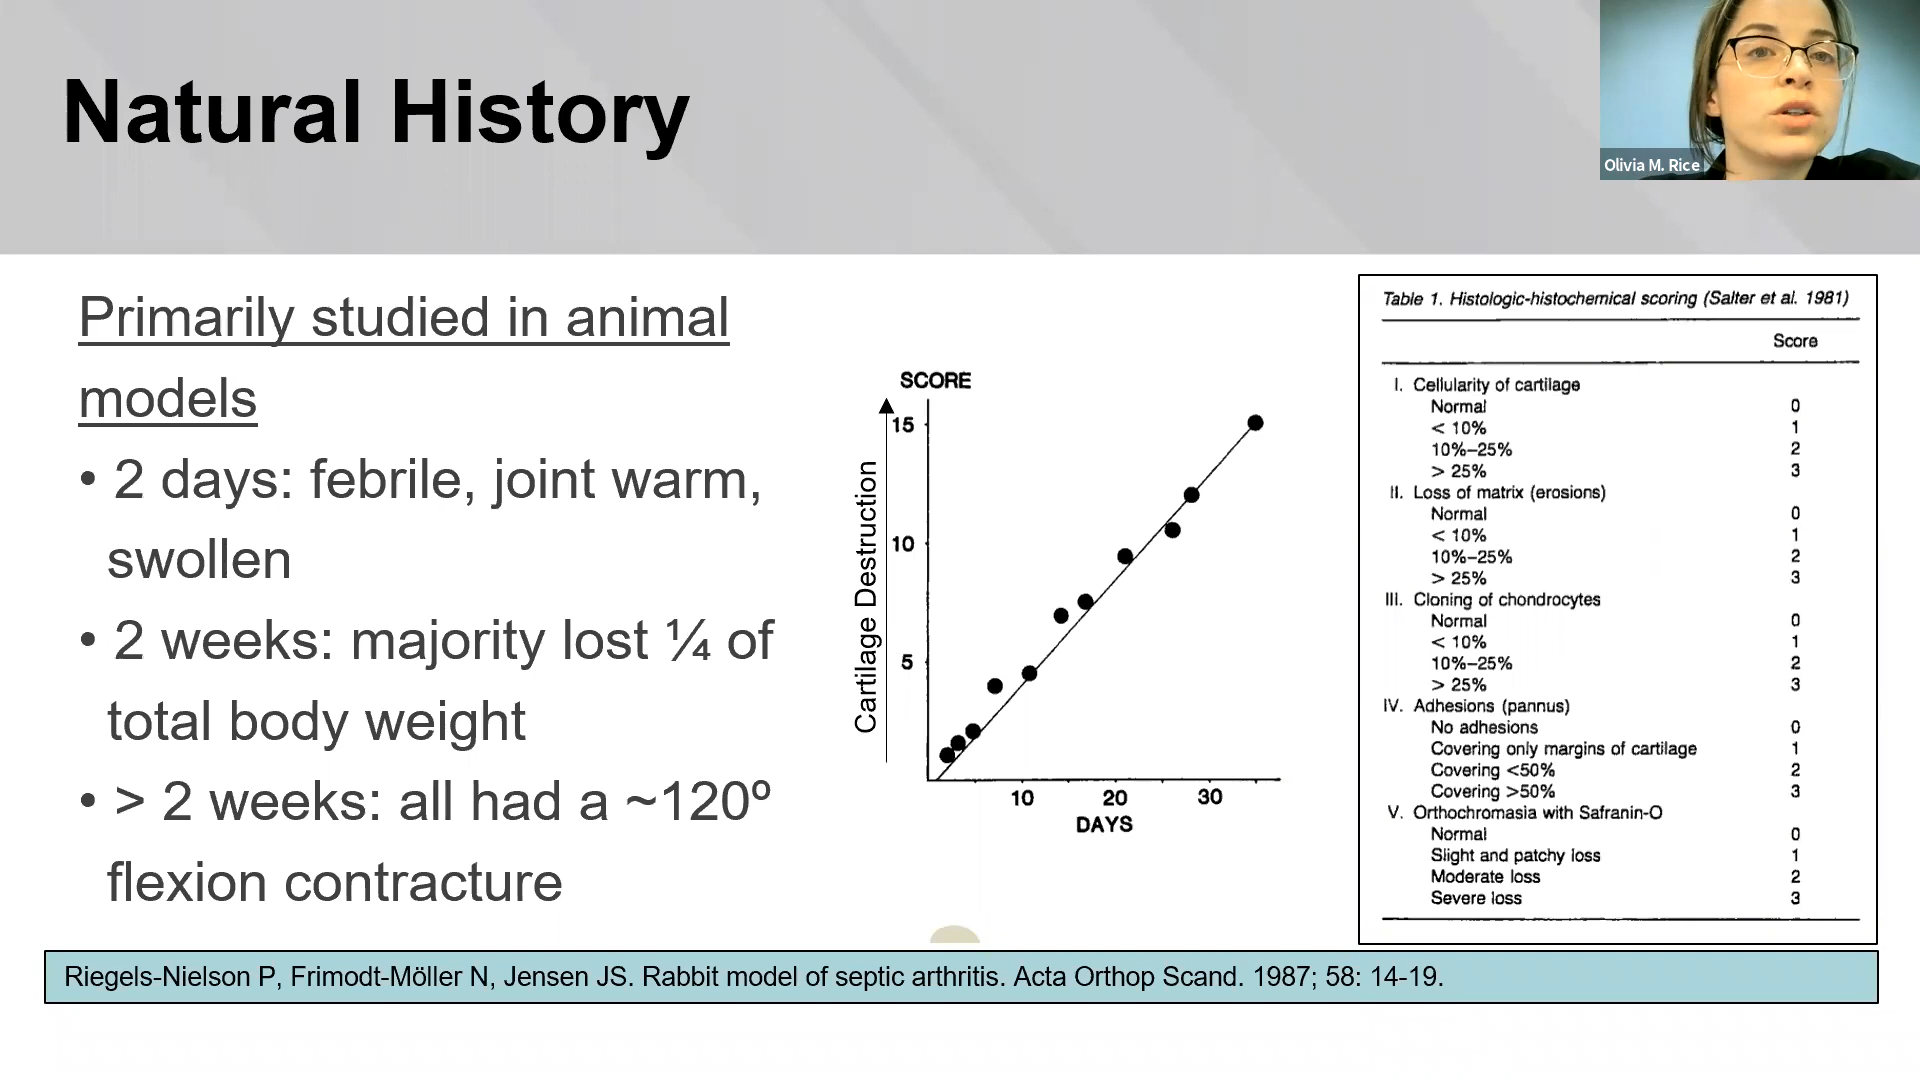 Natural History
Olivia M. Rice
Primarily studied in animal
models
• 2 days: febrile, joint warm,
swollen
• 2 weeks: majority lost ¼ of
total body weight
• > 2 weeks: all had a ~120º
flexion contracture
SCORE
15
10
5
Cartilage Destruction
10 20 30
DAYS
Table 1. Histologic-histochemical scoring (Salter et al. 1981)
Score
I. Cellularity of cartilage
Normal 0
< 10% 1
10%–25% 2
> 25% 3
II. Loss of matrix (erosions)
Normal 0
< 10% 1
10%–25% 2
> 25% 3
III. Cloning of chondrocytes
Normal 0
< 10% 1
10%–25% 2
> 25% 3
IV. Adhesions (pannus)
No adhesions 0
Covering only margins of cartilage 1
Covering <50% 2
Covering >50% 3
V. Orthochromasia with Safranin-O
Normal 0
Slight and patchy loss 1
Moderate loss 2
Severe loss 3
Riegels-Nielson P, Frimodt-Möller N, Jensen JS. Rabbit model of septic arthritis. Acta Orthop Scand. 1987; 58: 14-19.